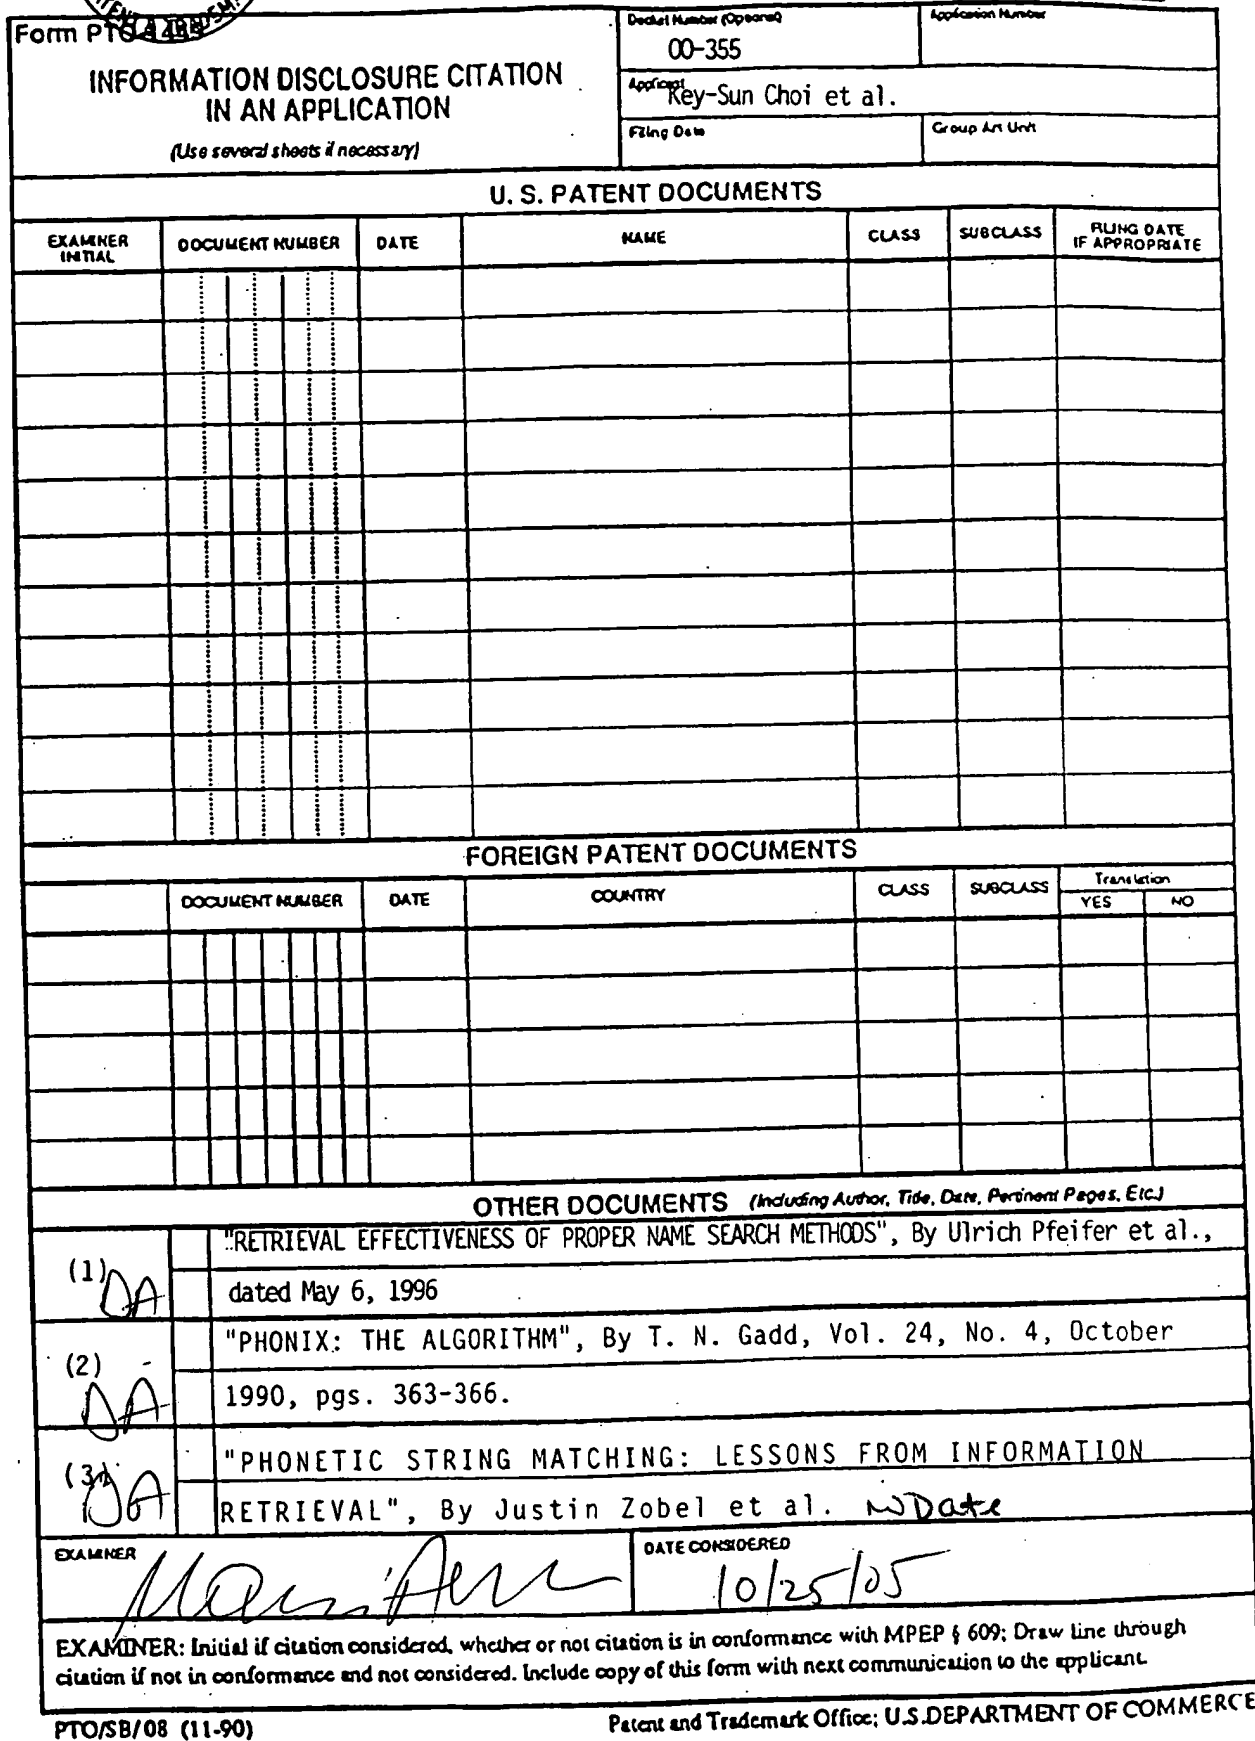 Form PTO 1449
INFORMATION DISCLOSURE CITATION
IN AN APPLICATION
(Use several sheets if necessary)
Docket Number (Optional)
00-355
Application Number
Applicant
Key-Sun Choi et al.
Filing Date
Group Art Unit
U. S. PATENT DOCUMENTS
EXAMINER
INITIAL
DOCUMENT NUMBER
DATE
NAME
CLASS
SUBCLASS
FILING DATE
IF APPROPRIATE
FOREIGN PATENT DOCUMENTS
DOCUMENT NUMBER
DATE
COUNTRY
CLASS
SUBCLASS
Translation
YES
NO
OTHER DOCUMENTS (Including Author, Title, Date, Pertinent Pages, Etc.)
(1) DA
"RETRIEVAL EFFECTIVENESS OF PROPER NAME SEARCH METHODS", By Ulrich Pfeifer et al.,
dated May 6, 1996
(2) DA
"PHONIX: THE ALGORITHM", By T. N. Gadd, Vol. 24, No. 4, October
1990, pgs. 363-366.
(3) DA
"PHONETIC STRING MATCHING: LESSONS FROM INFORMATION
RETRIEVAL", By Justin Zobel et al. No Date
EXAMINER
DATE CONSIDERED
10/25/05
EXAMINER: Initial if citation considered, whether or not citation is in conformance with MPEP § 609; Draw line through
citation if not in conformance and not considered. Include copy of this form with next communication to the applicant.
PTO/SB/08 (11-90)
Patent and Trademark Office; U.S.DEPARTMENT OF COMMERCE